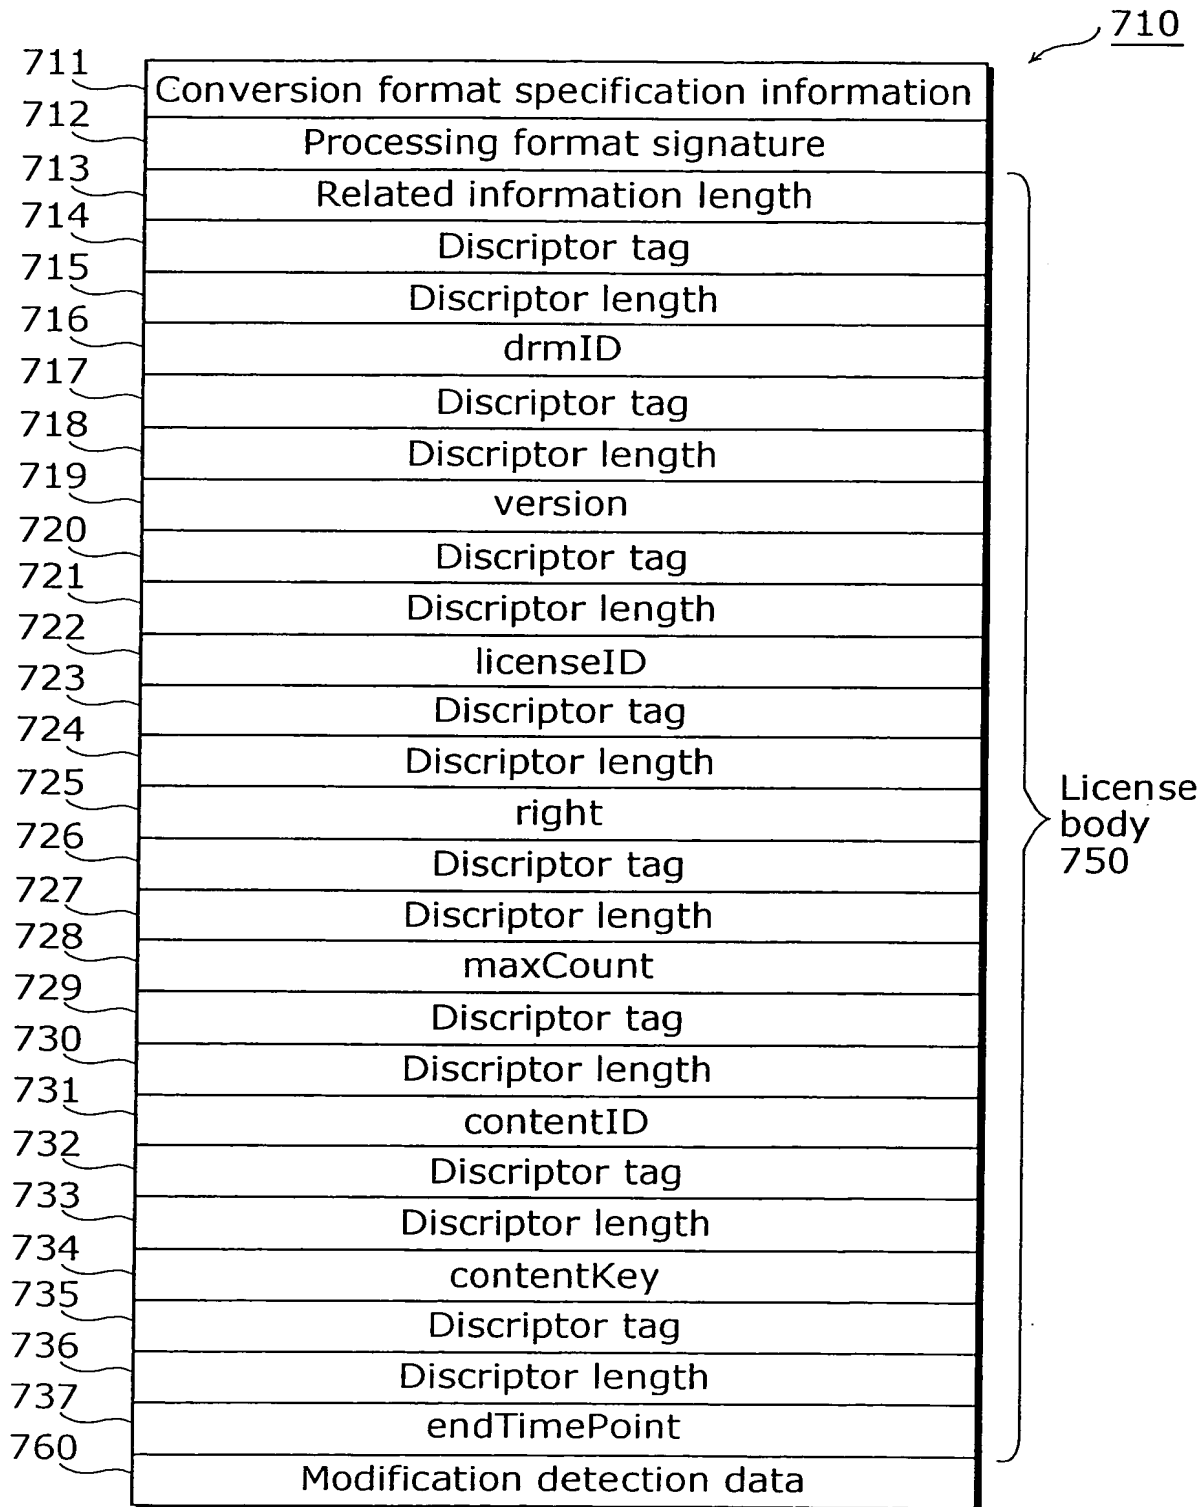 710
711 Conversion format specification information
712 Processing format signature
713 Related information length
714 Discriptor tag
715 Discriptor length
716 drmID
717 Discriptor tag
718 Discriptor length
719 version
720 Discriptor tag
721 Discriptor length
722 licenseID
723 Discriptor tag
724 Discriptor length
725 right
726 Discriptor tag
727 Discriptor length
728 maxCount
729 Discriptor tag
730 Discriptor length
731 contentID
732 Discriptor tag
733 Discriptor length
734 contentKey
735 Discriptor tag
736 Discriptor length
737 endTimePoint
760 Modification detection data
License
body
750